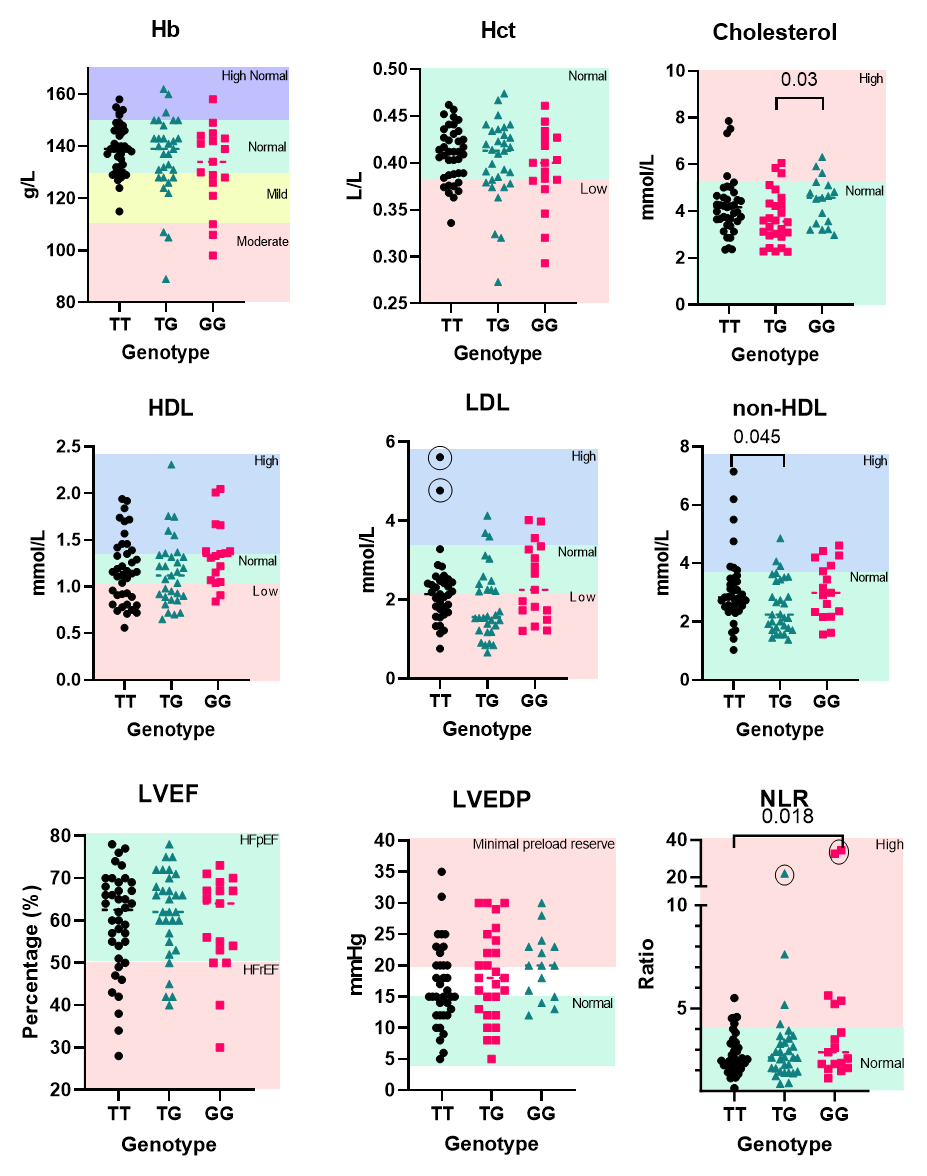 Hb
g/L
160
140
120
100
80
High Normal
Normal
Mild
Moderate
TT TG GG
Genotype
Hct
L/L
0.50
0.45
0.40
0.35
0.30
0.25
Normal
Low
TT TG GG
Genotype
Cholesterol
mmol/L
10
8
6
4
2
0
0.03
High
Normal
TT TG GG
Genotype
HDL
mmol/L
2.5
2.0
1.5
1.0
0.5
0.0
High
Normal
Low
TT TG GG
Genotype
LDL
mmol/L
6
4
2
0
High
Normal
Low
TT TG GG
Genotype
non-HDL
mmol/L
8
6
4
2
0
0.045
High
Normal
TT TG GG
Genotype
LVEF
Percentage (%)
80
70
60
50
40
30
20
HFpEF
HFrEF
TT TG GG
Genotype
LVEDP
mmHg
40
35
30
25
20
15
10
5
0
Minimal preload reserve
Normal
TT TG GG
Genotype
NLR
0.018
Ratio
40
20
10
5
High
Normal
TT TG GG
Genotype